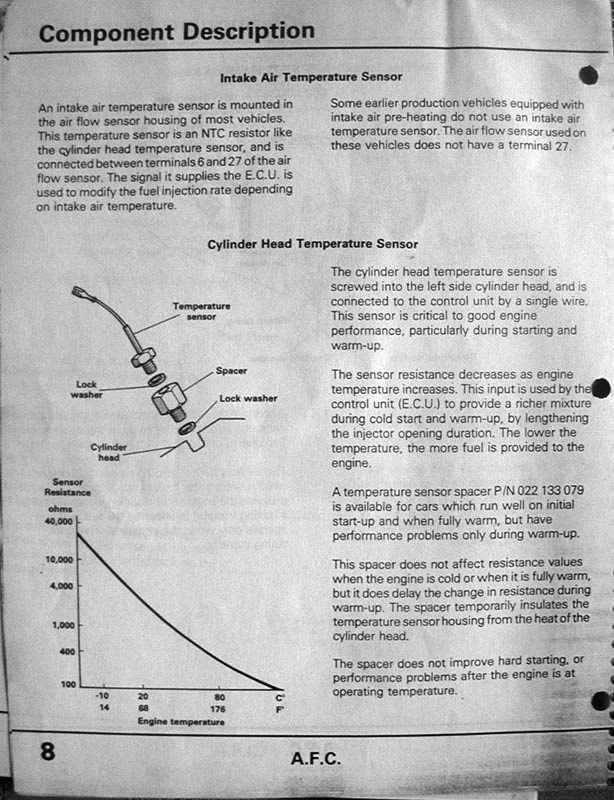 Component Description
Intake Air Temperature Sensor
An intake air temperature sensor is mounted in
the air flow sensor housing of most vehicles.
This temperature sensor is an NTC resistor like
the cylinder head temperature sensor, and is
connected between terminals 6 and 27 of the air
flow sensor. The signal it supplies the E.C.U. is
used to modify the fuel injection rate depending
on intake air temperature.
Some earlier production vehicles equipped with
intake air pre-heating do not use an intake air
temperature sensor. The air flow sensor used on
these vehicles does not have a terminal 27.
Cylinder Head Temperature Sensor
Temperature
sensor
Spacer
Lock
washer
Lock washer
Cylinder
head
The cylinder head temperature sensor is
screwed into the left side cylinder head, and is
connected to the control unit by a single wire.
This sensor is critical to good engine
performance, particularly during starting and
warm-up.
The sensor resistance decreases as engine
temperature increases. This input is used by the
control unit (E.C.U.) to provide a richer mixture
during cold start and warm-up, by lengthening
the injector opening duration. The lower the
temperature, the more fuel is provided to the
engine.
A temperature sensor spacer P/N 022 133 079
is available for cars which run well on initial
start-up and when fully warm, but have
performance problems only during warm-up.
This spacer does not affect resistance values
when the engine is cold or when it is fully warm,
but it does delay the change in resistance during
warm-up. The spacer temporarily insulates the
temperature sensor housing from the heat of the
cylinder head.
The spacer does not improve hard starting, or
performance problems after the engine is at
operating temperature.
Sensor
Resistance
ohms
40,000
10,000
4,000
1,000
400
100
-10 20 80 C°
14 68 176 F°
Engine temperature
8
A.F.C.